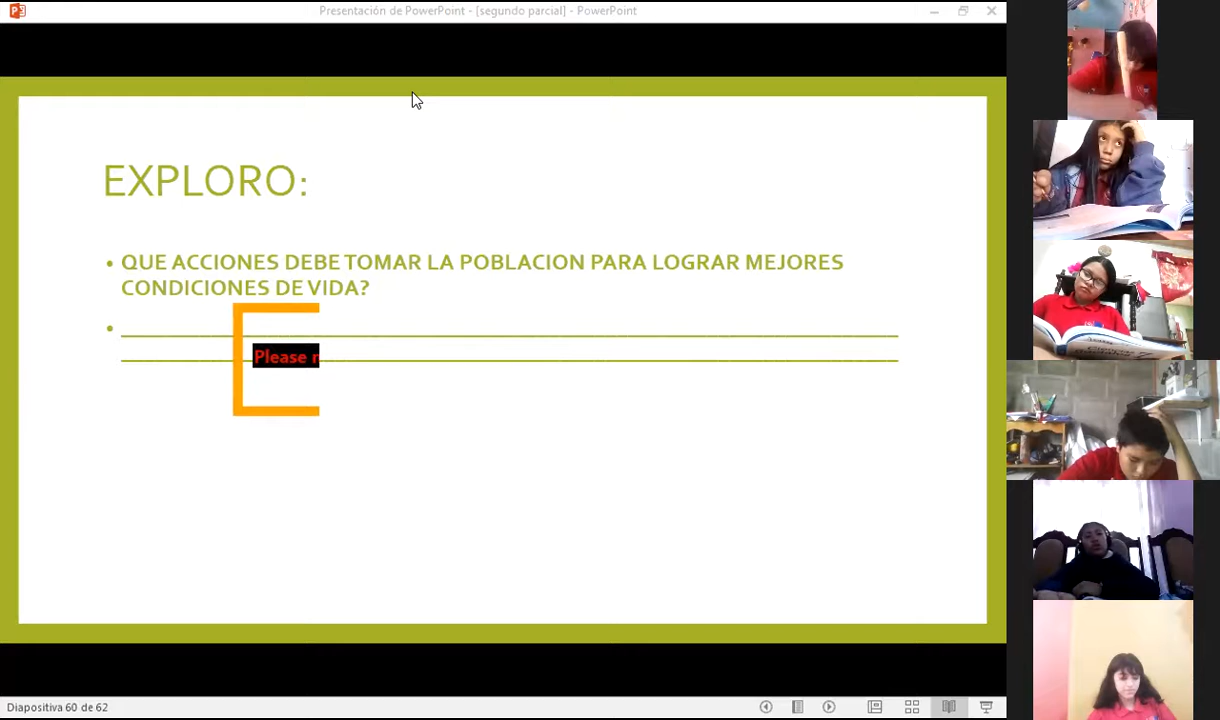 Presentación de PowerPoint - [segundo parcial] - PowerPoint
EXPLORO:
• QUE ACCIONES DEBE TOMAR LA POBLACION PARA LOGRAR MEJORES
CONDICIONES DE VIDA?
Please r
Diapositiva 60 de 62